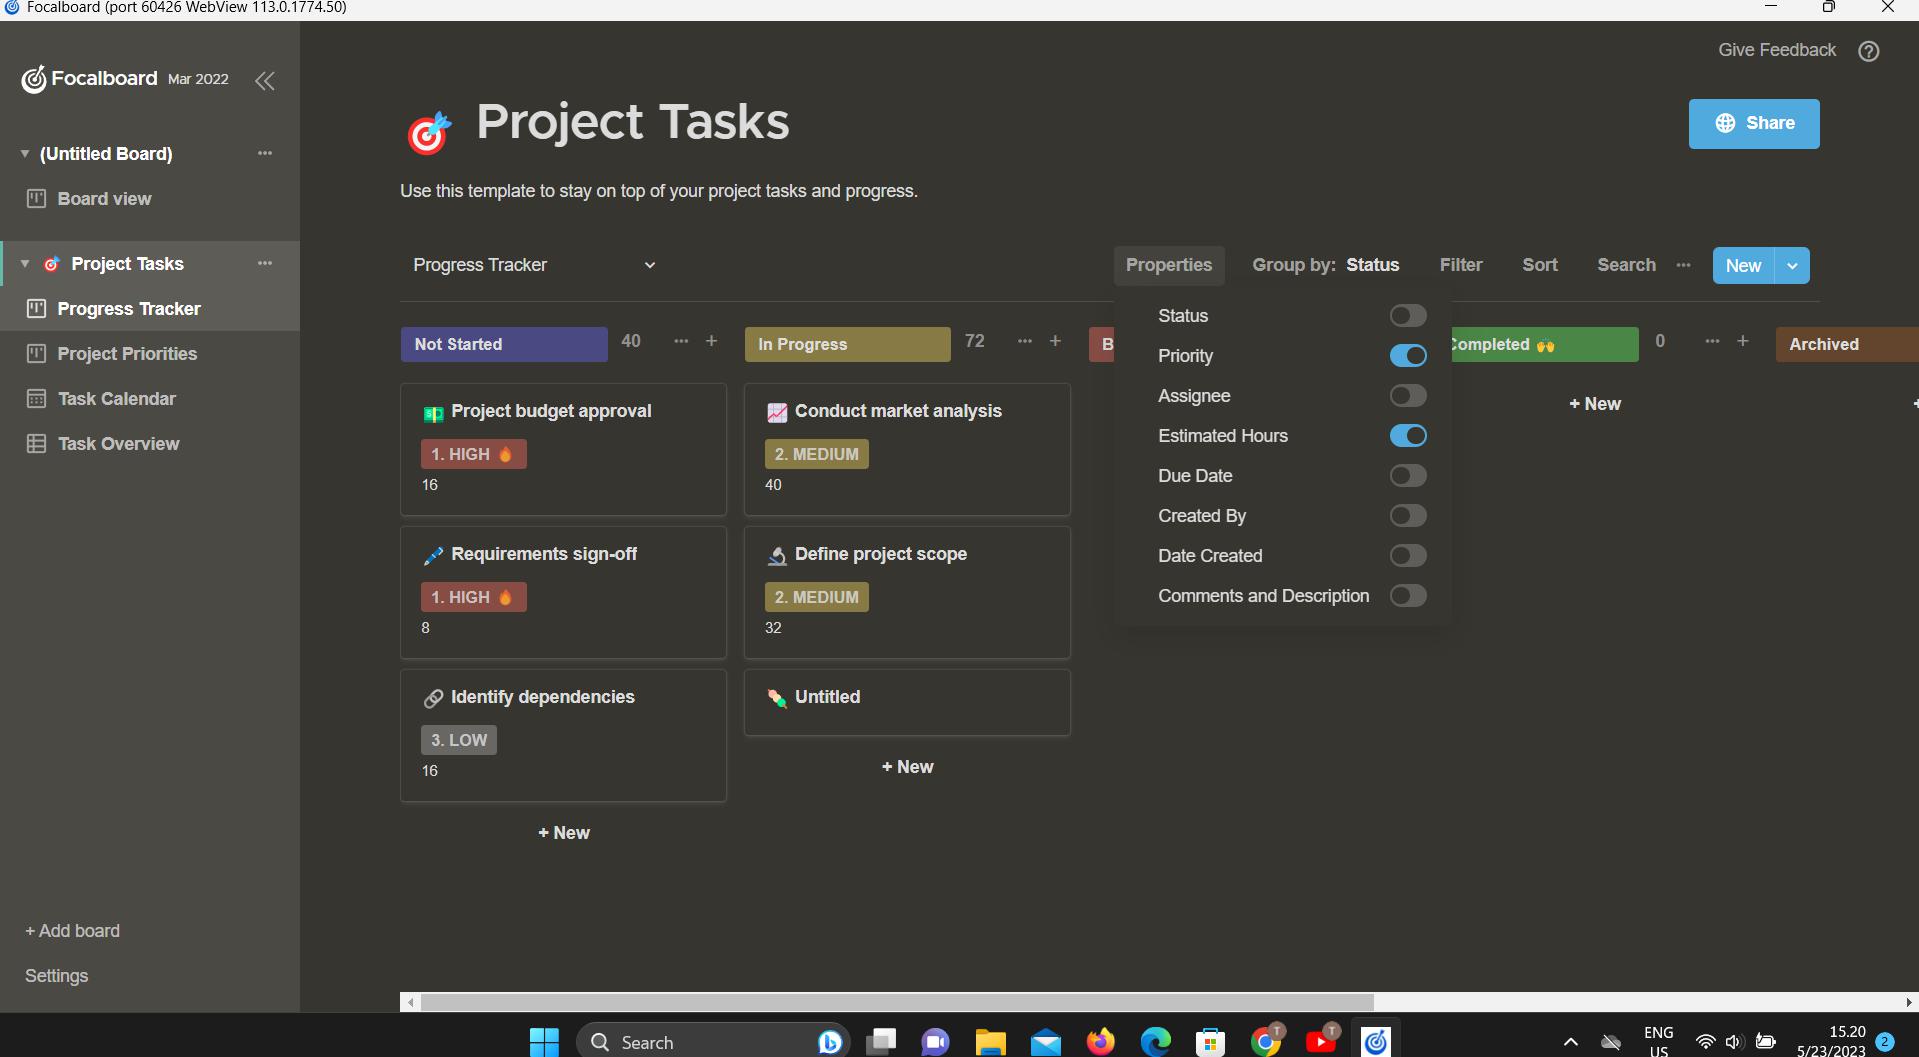 Focalboard (port 60426 WebView 113.0.1774.50)
Focalboard Mar 2022
(Untitled Board)
Board view
Project Tasks
Progress Tracker
Project Priorities
Task Calendar
Task Overview
+ Add board
Settings
Give Feedback
Project Tasks
Share
Use this template to stay on top of your project tasks and progress.
Progress Tracker
Properties Group by: Status Filter Sort Search New
Status
Priority
Assignee
Estimated Hours
Due Date
Created By
Date Created
Comments and Description
Not Started 40
Project budget approval
1. HIGH
16
Requirements sign-off
1. HIGH
8
Identify dependencies
3. LOW
16
+ New
In Progress 72
Conduct market analysis
2. MEDIUM
40
Define project scope
2. MEDIUM
32
Untitled
+ New
B
Completed 0
+ New
Archived
Search
T
T
ENG
US
15.20
5/23/2023
2